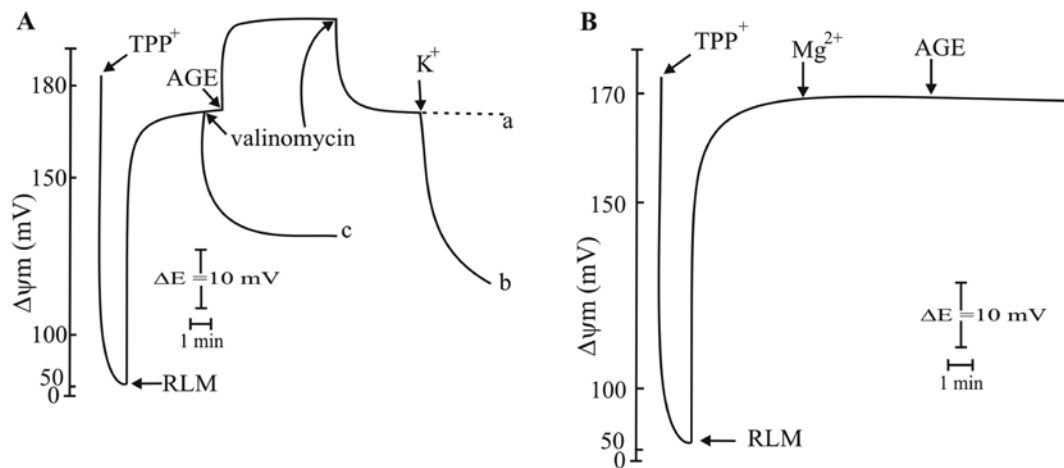 A
TPP+
AGE
K+
180
valinomycin
a
150
c
Δψm (mV)
ΔE = 10 mV
b
1 min
100
50
0
RLM
B
TPP+
Mg2+
AGE
170
150
Δψm (mV)
ΔE = 10 mV
1 min
100
50
0
RLM